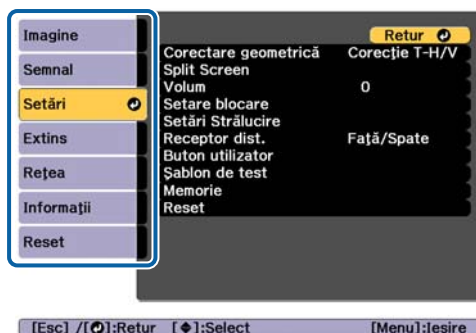 Imagine
Semnal
Setări
Extins
Rețea
Informații
Reset
Retur
Corectare geometrică Corecție T-H/V
Split Screen
Volum 0
Setare blocare
Setări Strălucire
Receptor dist. Față/Spate
Buton utilizator
Șablon de test
Memorie
Reset
[Esc] /[ ]:Retur [ ]:Select [Menu]:Ieșire